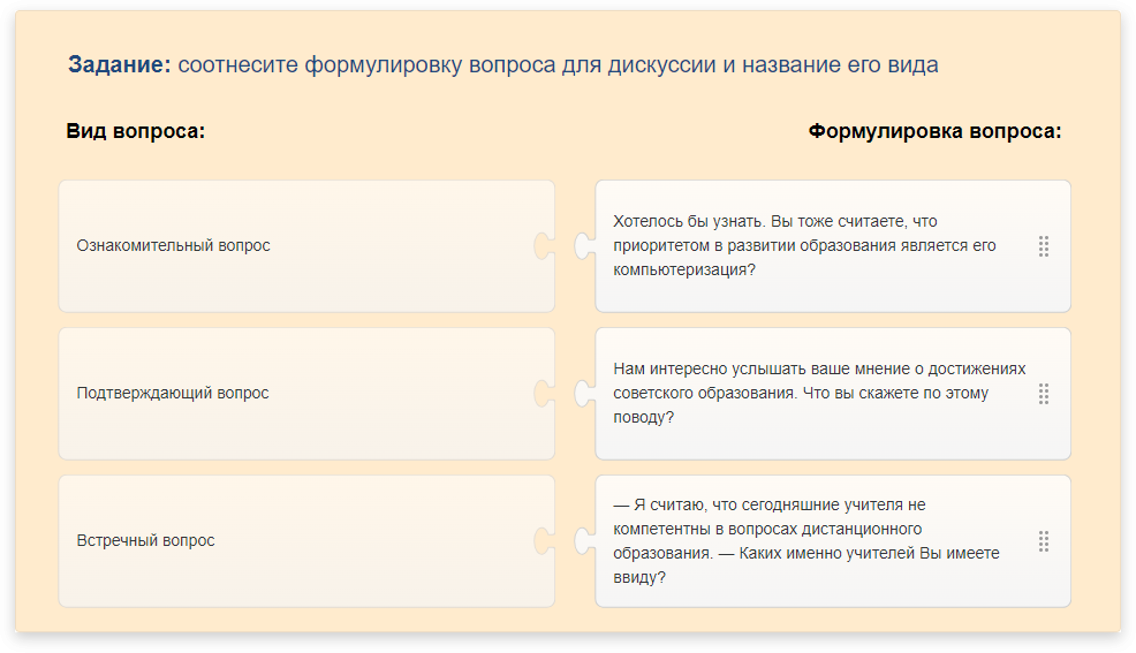 Задание: соотнесите формулировку вопроса для дискуссии и название его вида
Вид вопроса:
Формулировка вопроса:
Ознакомительный вопрос
Хотелось бы узнать. Вы тоже считаете, что
приоритетом в развитии образования является его
компьютеризация?
Подтверждающий вопрос
Нам интересно услышать ваше мнение о достижениях
советского образования. Что вы скажете по этому
поводу?
Встречный вопрос
— Я считаю, что сегодняшние учителя не
компетентны в вопросах дистанционного
образования. — Каких именно учителей Вы имеете
ввиду?